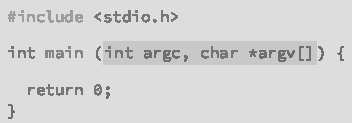 #include <stdio.h>
int main (int argc, char *argv[]) {
return 0;
}